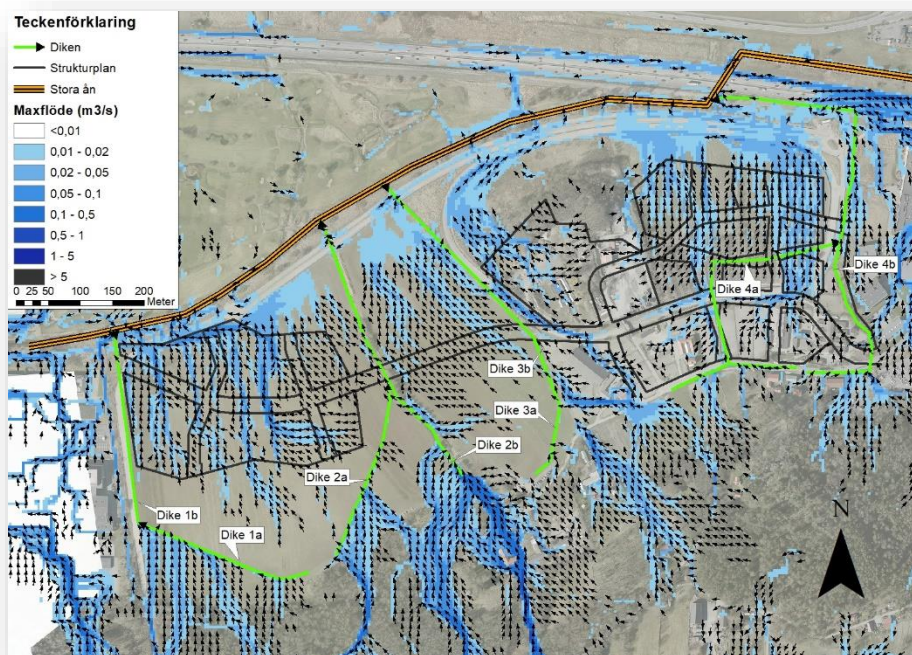 Teckenförklaring
Diken
Strukturplan
Stora ån
Maxflöde (m3/s)
<0,01
0,01 - 0,02
0,02 - 0,05
0,05 - 0,1
0,1 - 0,5
0,5 - 1
1 - 5
> 5
0 25 50 100 150 200
Meter
Dike 4b
Dike 4a
Dike 3b
Dike 3a
Dike 2b
Dike 2a
Dike 1b
Dike 1a
N